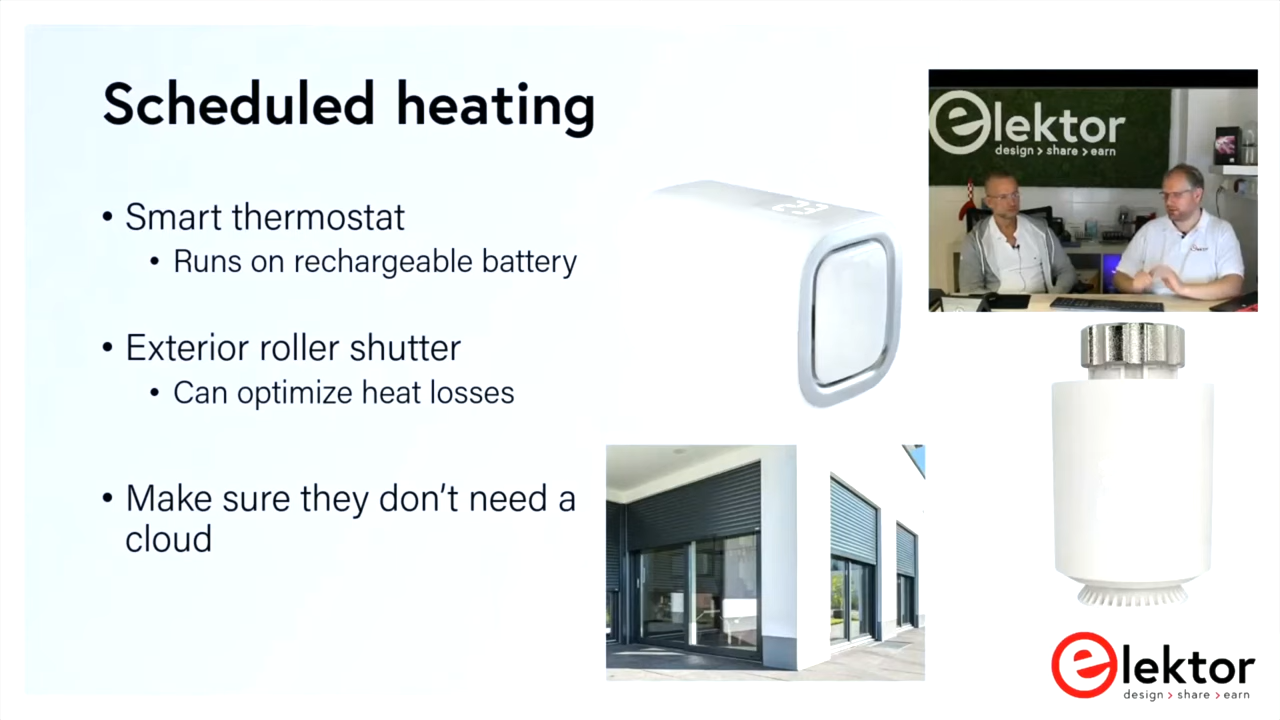 Scheduled heating
• Smart thermostat
• Runs on rechargeable battery
• Exterior roller shutter
• Can optimize heat losses
• Make sure they don't need a
cloud
23
elektor
design > share > earn
elektor
design > share > earn